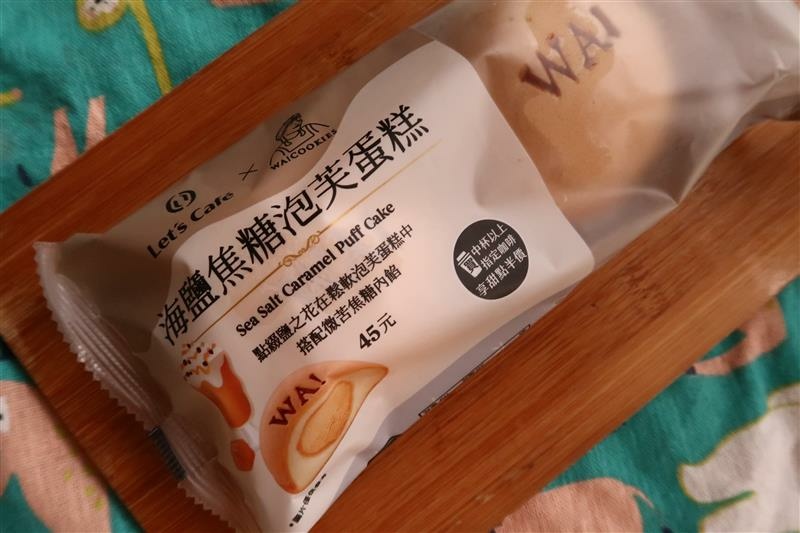 Let's Café
×
WAICOOKIES
海鹽焦糖泡芙蛋糕
Sea Salt Caramel Puff Cake
點綴鹽之花在鬆軟泡芙蛋糕中
搭配微苦焦糖內餡
45元
中杯以上
指定咖啡
享甜點半價
WAI
WAI